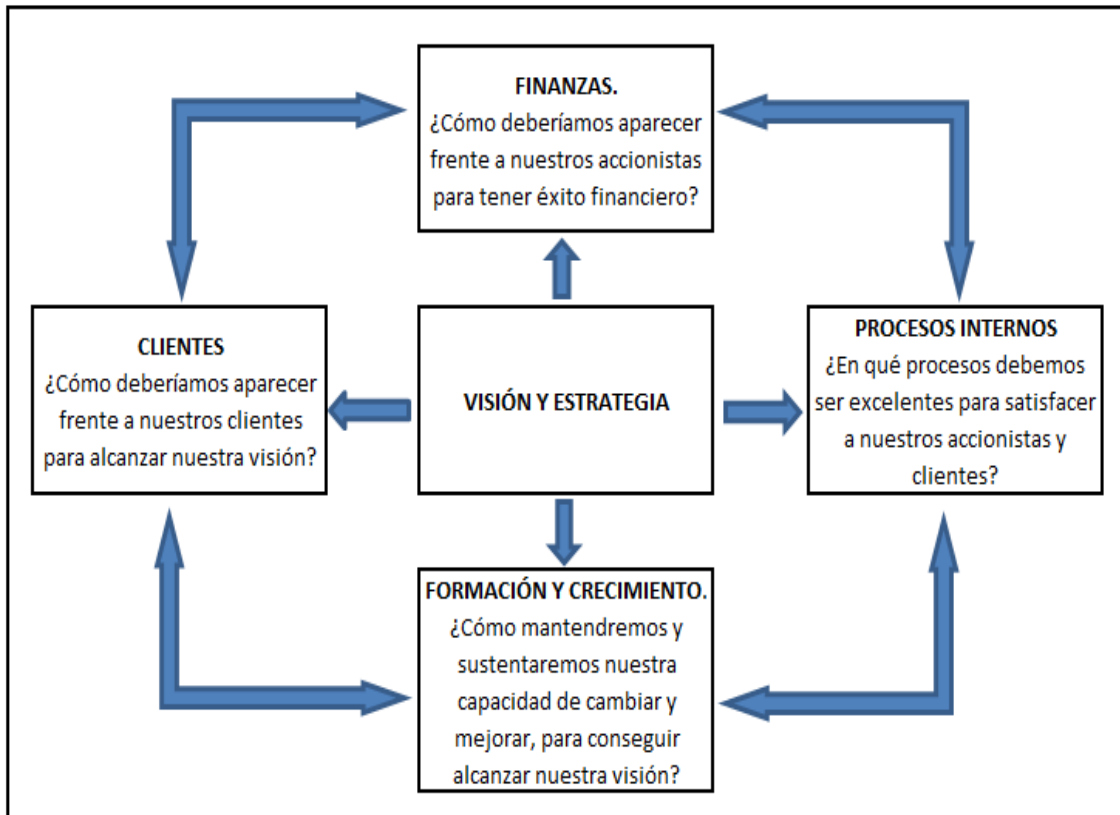 FINANZAS.
¿Cómo deberíamos aparecer
frente a nuestros accionistas
para tener éxito financiero?
CLIENTES
¿Cómo deberíamos aparecer
frente a nuestros clientes
para alcanzar nuestra visión?
VISIÓN Y ESTRATEGIA
PROCESOS INTERNOS
¿En qué procesos debemos
ser excelentes para satisfacer
a nuestros accionistas y
clientes?
FORMACIÓN Y CRECIMIENTO.
¿Cómo mantendremos y
sustentaremos nuestra
capacidad de cambiar y
mejorar, para conseguir
alcanzar nuestra visión?